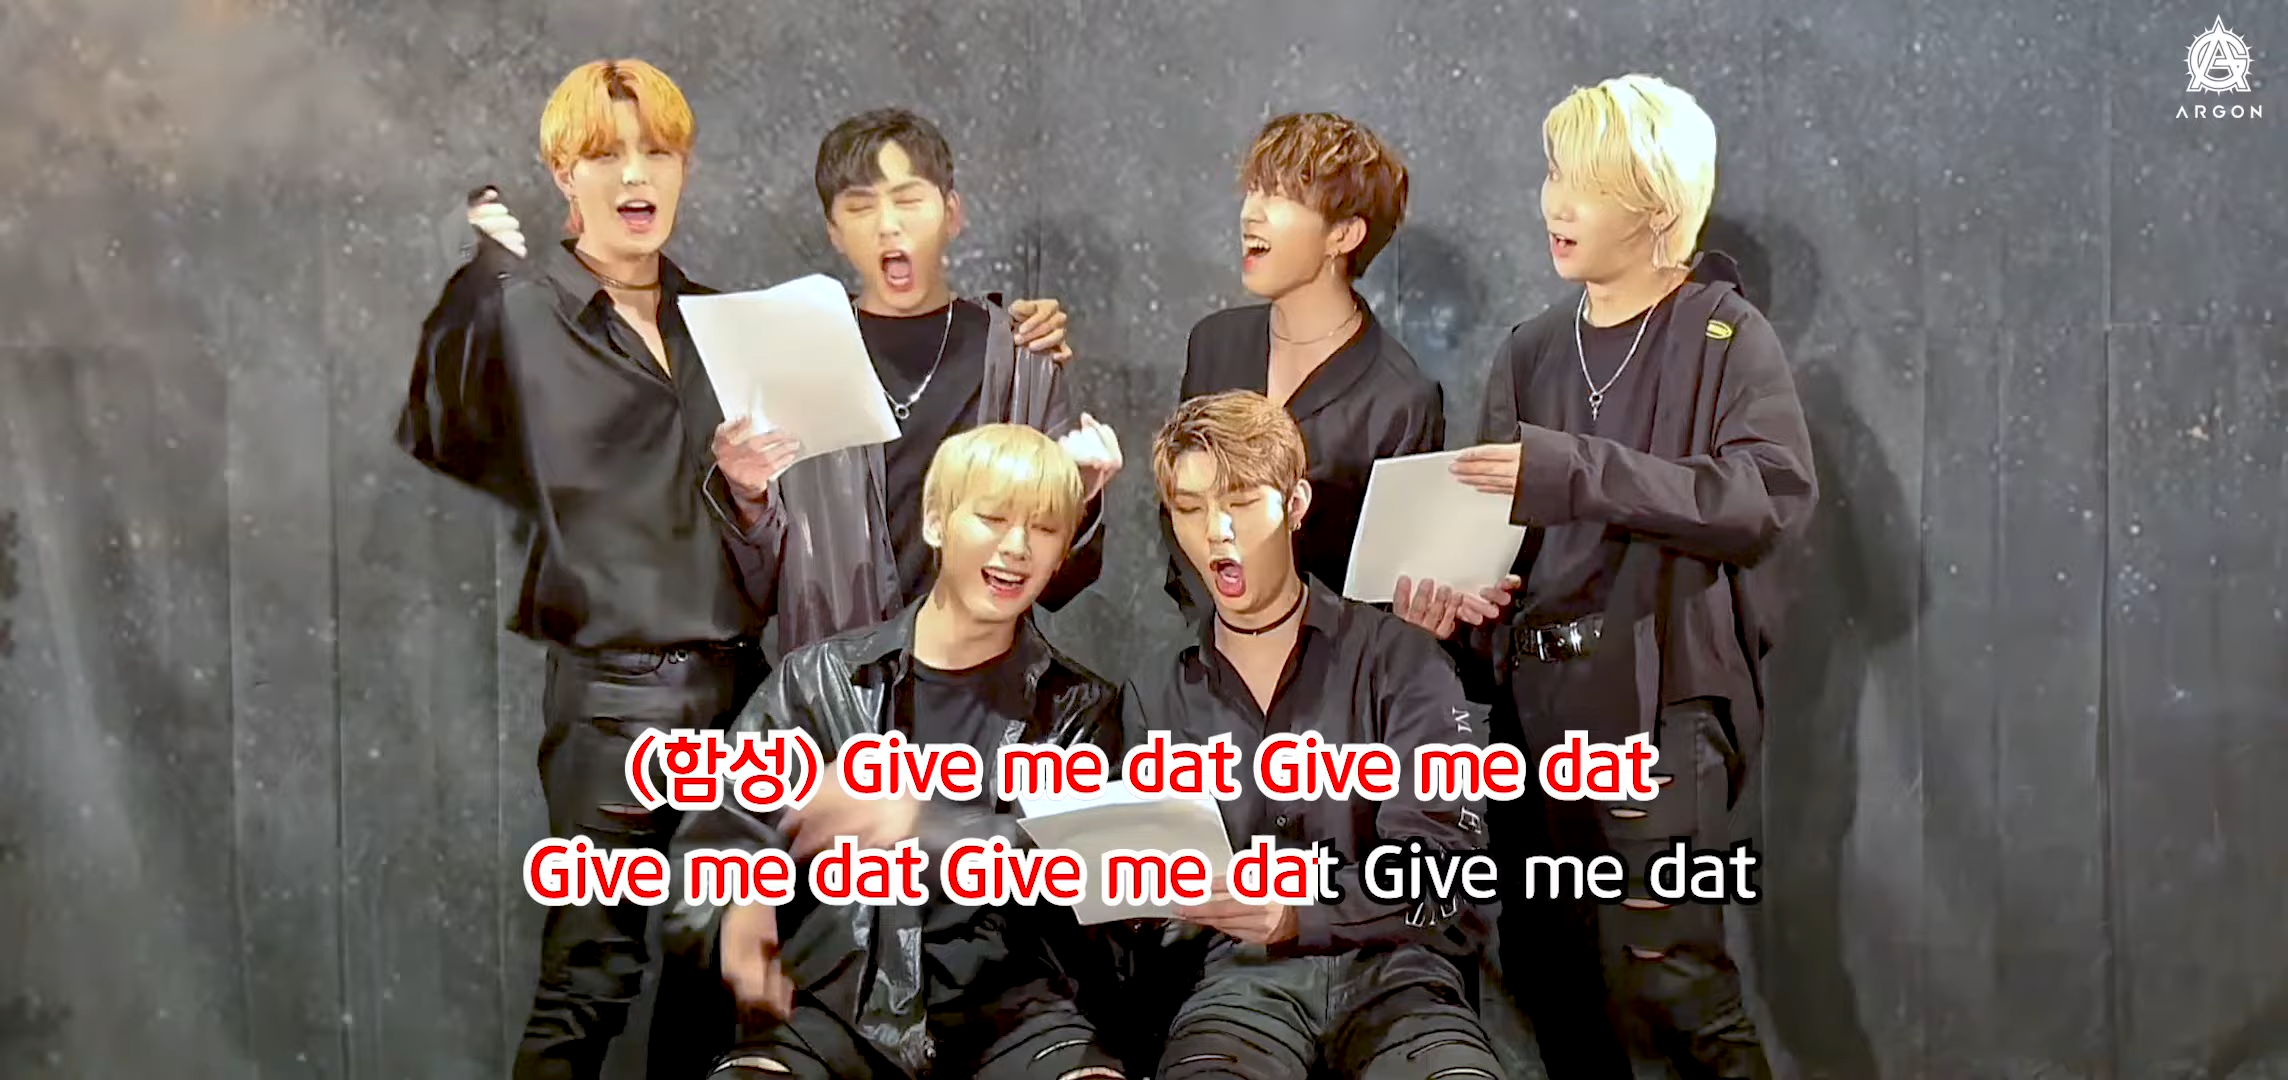 ARGON
(함성) Give me dat Give me dat
Give me dat Give me dat Give me dat